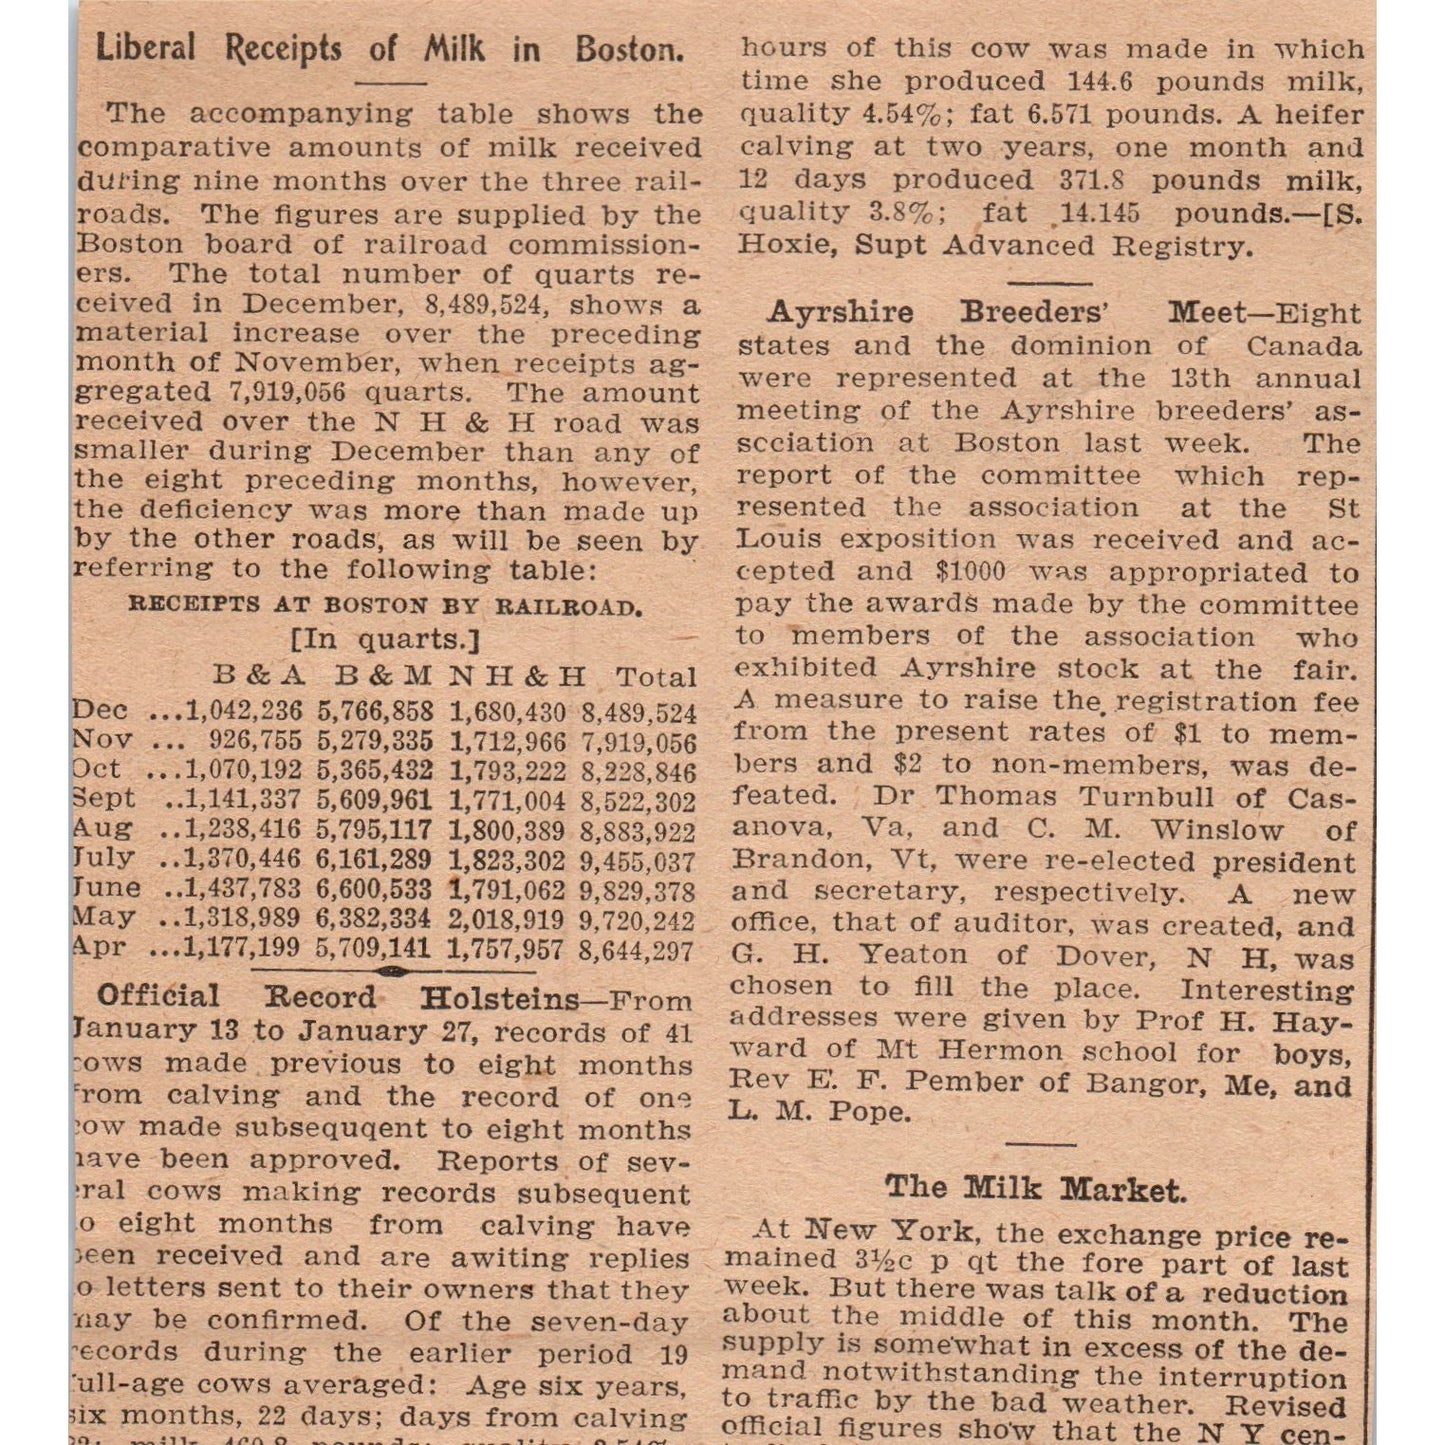 Liberal Receipts of Milk in Boston.
The accompanying table shows the
comparative amounts of milk received
during nine months over the three rail-
roads. The figures are supplied by the
Boston board of railroad commission-
ers. The total number of quarts re-
ceived in December, 8,489,524, shows a
material increase over the preceding
month of November, when receipts ag-
gregated 7,919,056 quarts. The amount
received over the N H & H road was
smaller during December than any of
the eight preceding months, however,
the deficiency was more than made up
by the other roads, as will be seen by
referring to the following table:
RECEIPTS AT BOSTON BY RAILROAD.
[In quarts.]
B & A B & M N H & H Total
Dec ...1,042,236 5,766,858 1,680,430 8,489,524
Nov ... 926,755 5,279,335 1,712,966 7,919,056
Oct ...1,070,192 5,365,432 1,793,222 8,228,846
Sept ..1,141,337 5,609,961 1,771,004 8,522,302
Aug ..1,238,416 5,795,117 1,800,389 8,883,922
July ..1,370,446 6,161,289 1,823,302 9,455,037
June ..1,437,783 6,600,533 1,791,062 9,829,378
May ..1,318,989 6,382,334 2,018,919 9,720,242
Apr ...1,177,199 5,709,141 1,757,957 8,644,297
Official Record Holsteins—From
January 13 to January 27, records of 41
cows made previous to eight months
from calving and the record of one
cow made subsequqent to eight months
have been approved. Reports of sev-
eral cows making records subsequent
to eight months from calving have
been received and are awiting replies
to letters sent to their owners that they
may be confirmed. Of the seven-day
records during the earlier period 19
full-age cows averaged: Age six years,
six months, 22 days; days from calving
hours of this cow was made in which
time she produced 144.6 pounds milk,
quality 4.54%; fat 6.571 pounds. A heifer
calving at two years, one month and
12 days produced 371.8 pounds milk,
quality 3.8%; fat 14.145 pounds.—[S.
Hoxie, Supt Advanced Registry.
Ayrshire Breeders' Meet—Eight
states and the dominion of Canada
were represented at the 13th annual
meeting of the Ayrshire breeders' as-
scciation at Boston last week. The
report of the committee which rep-
resented the association at the St
Louis exposition was received and ac-
cepted and $1000 was appropriated to
pay the awards made by the committee
to members of the association who
exhibited Ayrshire stock at the fair.
A measure to raise the registration fee
from the present rates of $1 to mem-
bers and $2 to non-members, was de-
feated. Dr Thomas Turnbull of Cas-
anova, Va, and C. M. Winslow of
Brandon, Vt, were re-elected president
and secretary, respectively. A new
office, that of auditor, was created, and
G. H. Yeaton of Dover, N H, was
chosen to fill the place. Interesting
addresses were given by Prof H. Hay-
ward of Mt Hermon school for boys,
Rev E. F. Pember of Bangor, Me, and
L. M. Pope.
The Milk Market.
At New York, the exchange price re-
mained 3½c p qt the fore part of last
week. But there was talk of a reduction
about the middle of this month. The
supply is somewhat in excess of the de-
mand notwithstanding the interruption
to traffic by the bad weather. Revised
official figures show that the N Y cen-